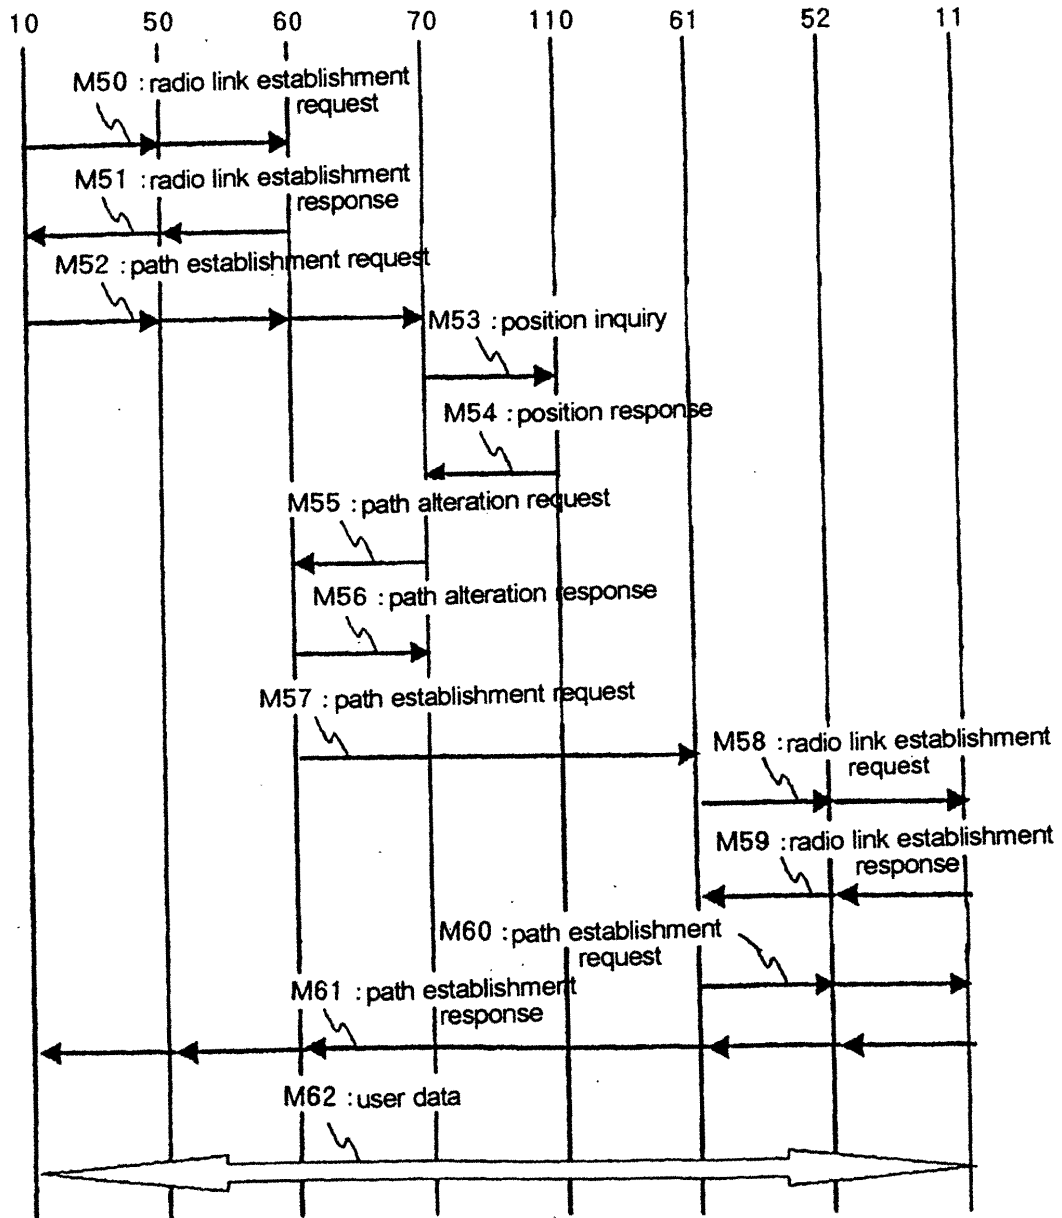 10 50 60 70 110 61 52 11
M50 : radio link establishment
request
M51 : radio link establishment
response
M52 : path establishment request
M53 : position inquiry
M54 : position response
M55 : path alteration request
M56 : path alteration response
M57 : path establishment request
M58 : radio link establishment
request
M59 : radio link establishment
response
M60 : path establishment
request
M61 : path establishment
response
M62 : user data